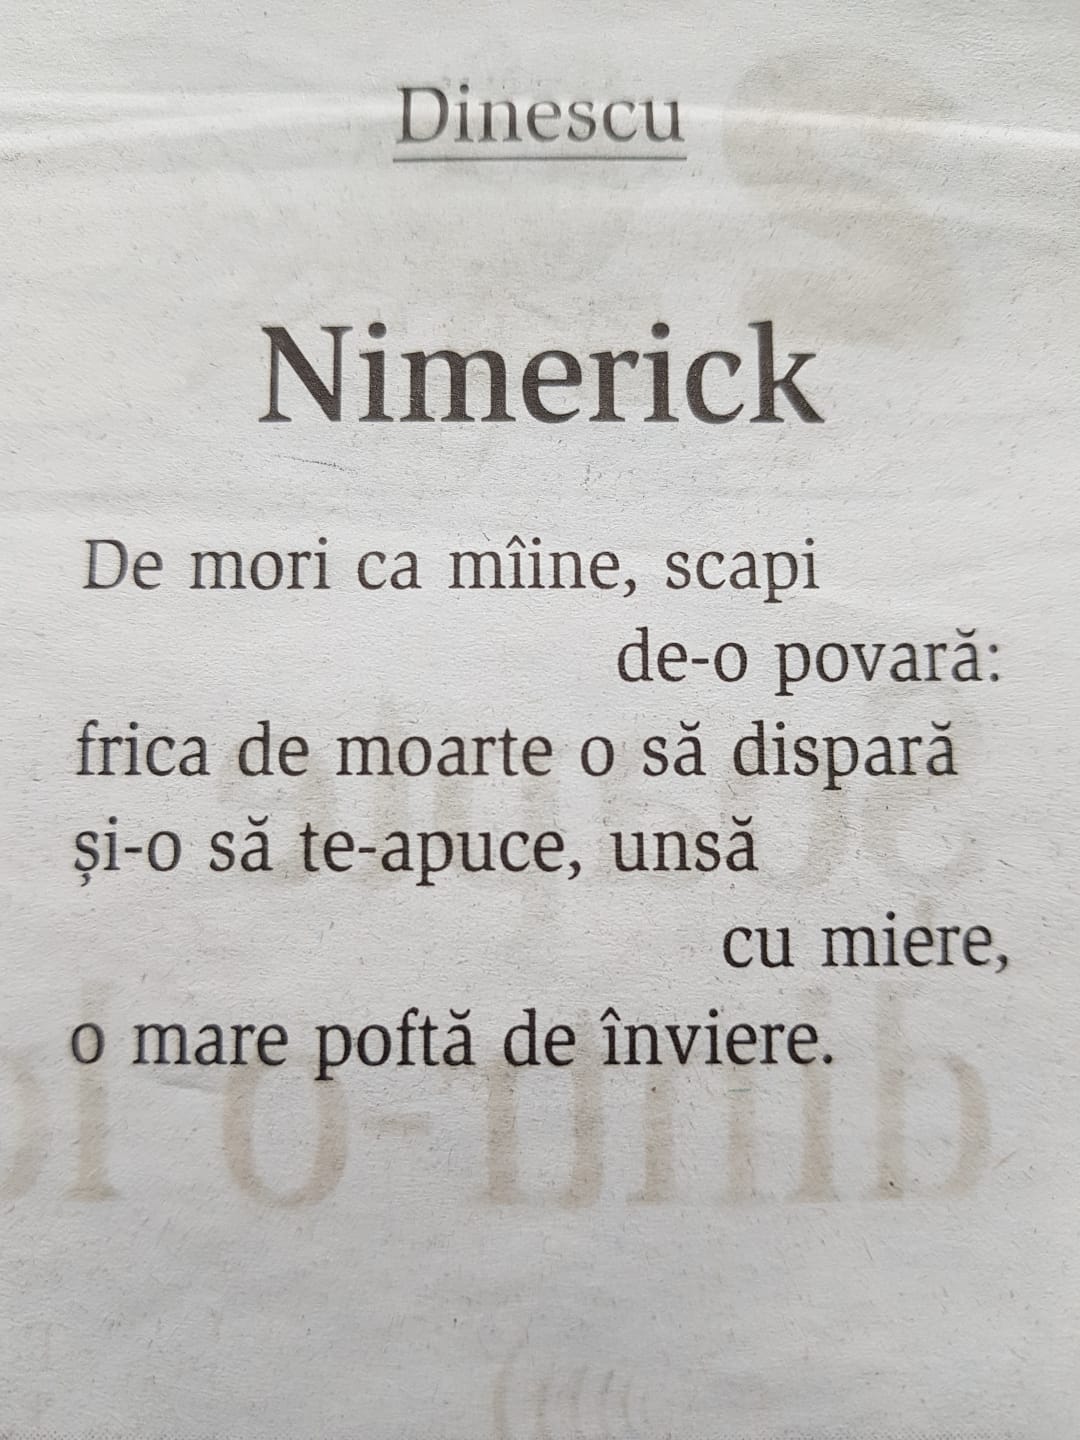 Dinescu
Nimerick
De mori ca mîine, scapi
de-o povară:
frica de moarte o să dispară
și-o să te-apuce, unsă
cu miere,
o mare poftă de înviere.